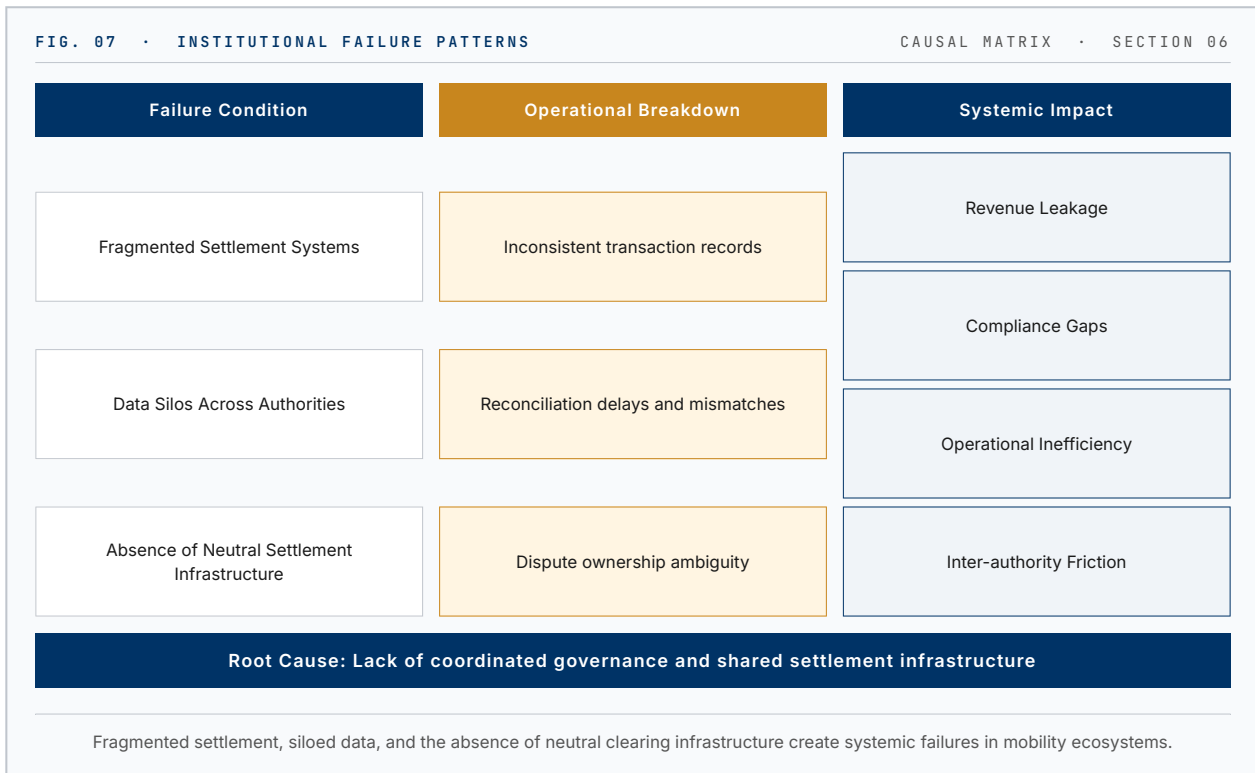 FIG. 07 · INSTITUTIONAL FAILURE PATTERNS
CAUSAL MATRIX · SECTION 06
Failure Condition
Operational Breakdown
Systemic Impact
Fragmented Settlement Systems
Data Silos Across Authorities
Absence of Neutral Settlement
Infrastructure
Inconsistent transaction records
Reconciliation delays and mismatches
Dispute ownership ambiguity
Revenue Leakage
Compliance Gaps
Operational Inefficiency
Inter-authority Friction
Root Cause: Lack of coordinated governance and shared settlement infrastructure
Fragmented settlement, siloed data, and the absence of neutral clearing infrastructure create systemic failures in mobility ecosystems.